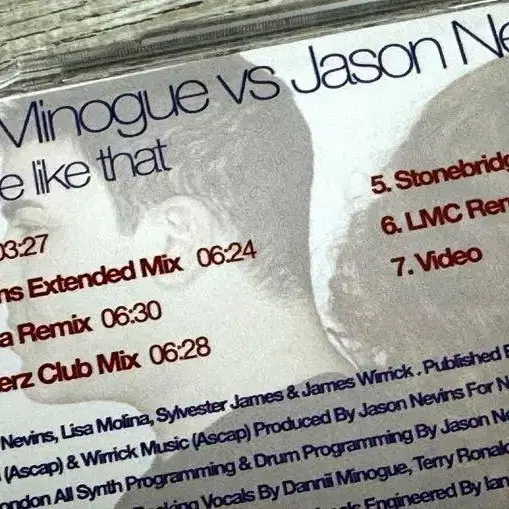 Minogue vs Jason Ne
e like that
03:27
ns Extended Mix 06:24
a Remix 06:30
erz Club Mix 06:28
5. Stonebridg
6. LMC Rem
7. Video
Nevins, Lisa Molina, Sylvester James & James Wirrick . Published
(Ascap) & Wirrick Music (Ascap) Produced By Jason Nevins For N
ondon All Synth Programming & Drum Programming By Jason Ne
Vocals By Dannii Minogue, Terry Ronald
Engineered By Ian